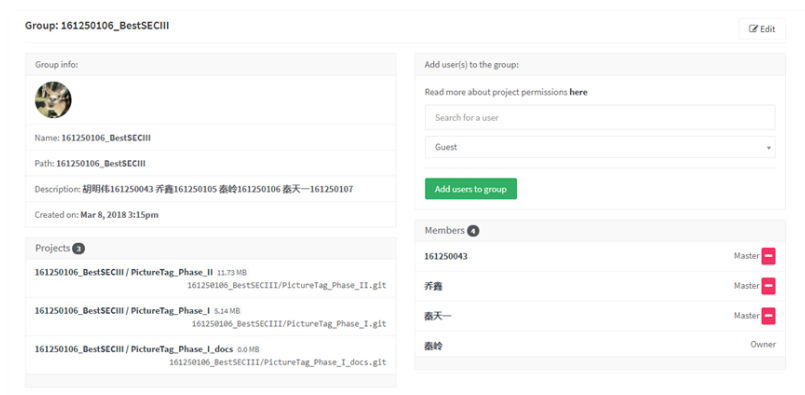 Group: 161250106_BestSECIII
Edit
Group info:
Name: 161250106_BestSECIII
Path: 161250106_BestSECIII
Description: 胡明伟161250043 乔鑫161250105 秦岭161250106 秦天一161250107
Created on: Mar 8, 2018 3:15pm
Projects 3
161250106_BestSECIII / PictureTag_Phase_II 11.73 MB
161250106_BestSECIII/PictureTag_Phase_II.git
161250106_BestSECIII / PictureTag_Phase_I 5.14 MB
161250106_BestSECIII/PictureTag_Phase_I.git
161250106_BestSECIII / PictureTag_Phase_I_docs 0.0 MB
161250106_BestSECIII/PictureTag_Phase_I_docs.git
Add user(s) to the group:
Read more about project permissions here
Search for a user
Guest
Add users to group
Members 4
161250043 Master
乔鑫 Master
秦天一 Master
秦岭 Owner